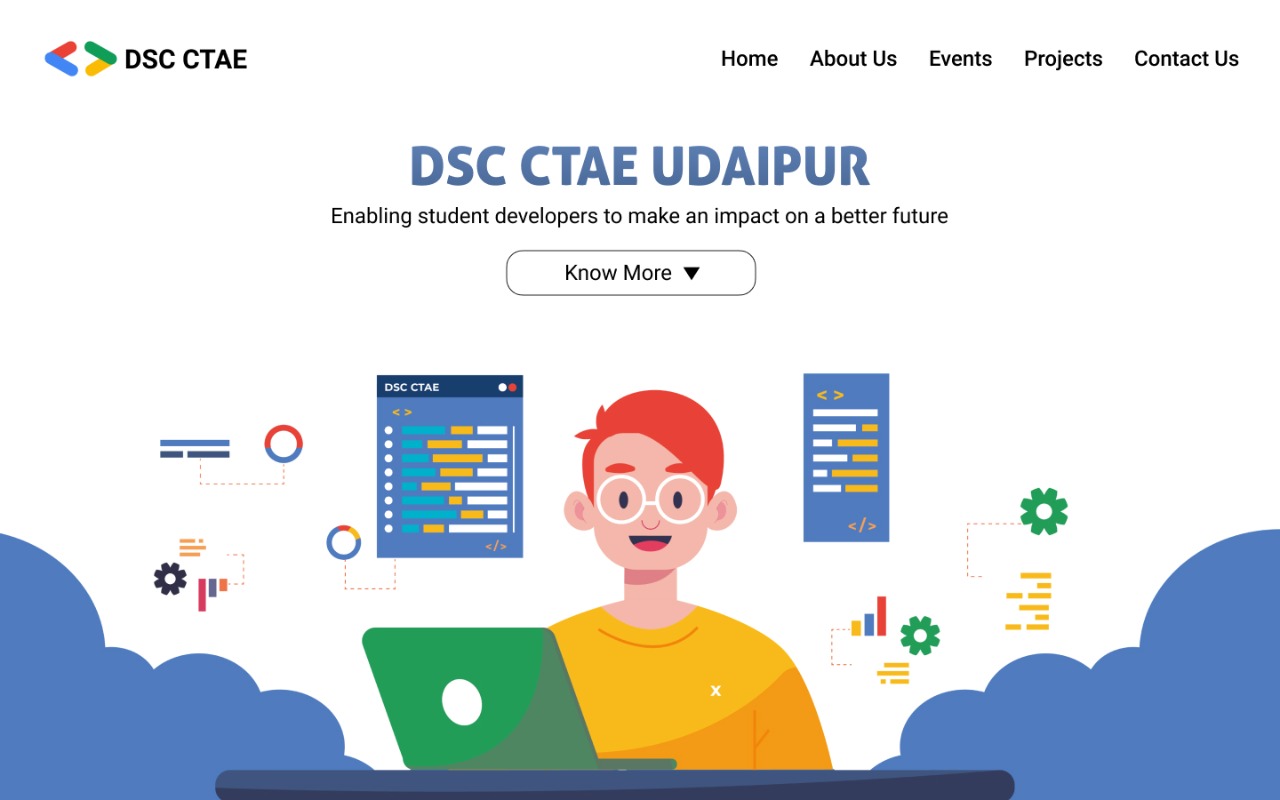 DSC CTAE
Home About Us Events Projects Contact Us
DSC CTAE UDAIPUR
Enabling student developers to make an impact on a better future
Know More ▼
DSC CTAE
< >
</>
< >
</>
x